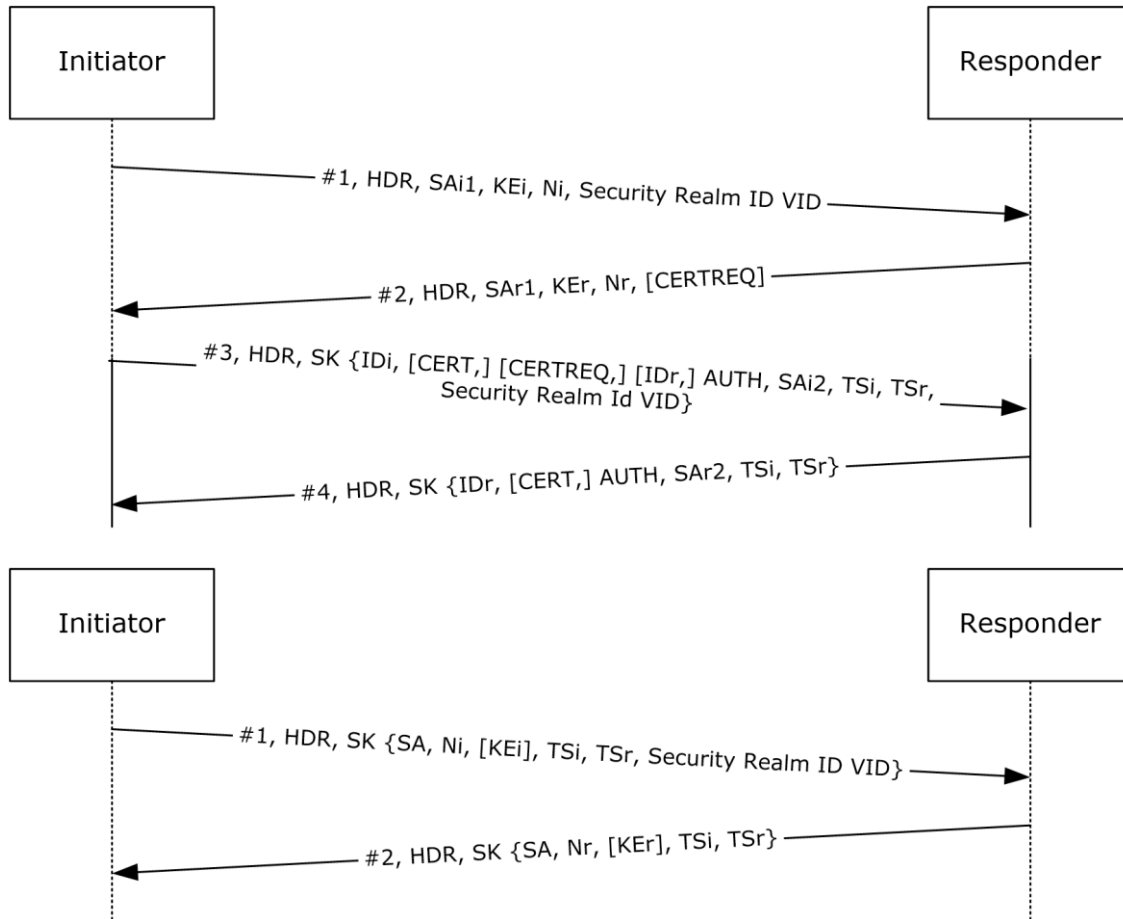 Initiator
Responder
#1, HDR, SAi1, KEi, Ni, Security Realm ID VID
#2, HDR, SAr1, KEr, Nr, [CERTREQ]
#3, HDR, SK {IDi, [CERT,] [CERTREQ,] [IDr,] AUTH, SAi2, TSi, TSr,
Security Realm Id VID}
#4, HDR, SK {IDr, [CERT,] AUTH, SAr2, TSi, TSr}
Initiator
Responder
#1, HDR, SK {SA, Ni, [KEi], TSi, TSr, Security Realm ID VID}
#2, HDR, SK {SA, Nr, [KEr], TSi, TSr}